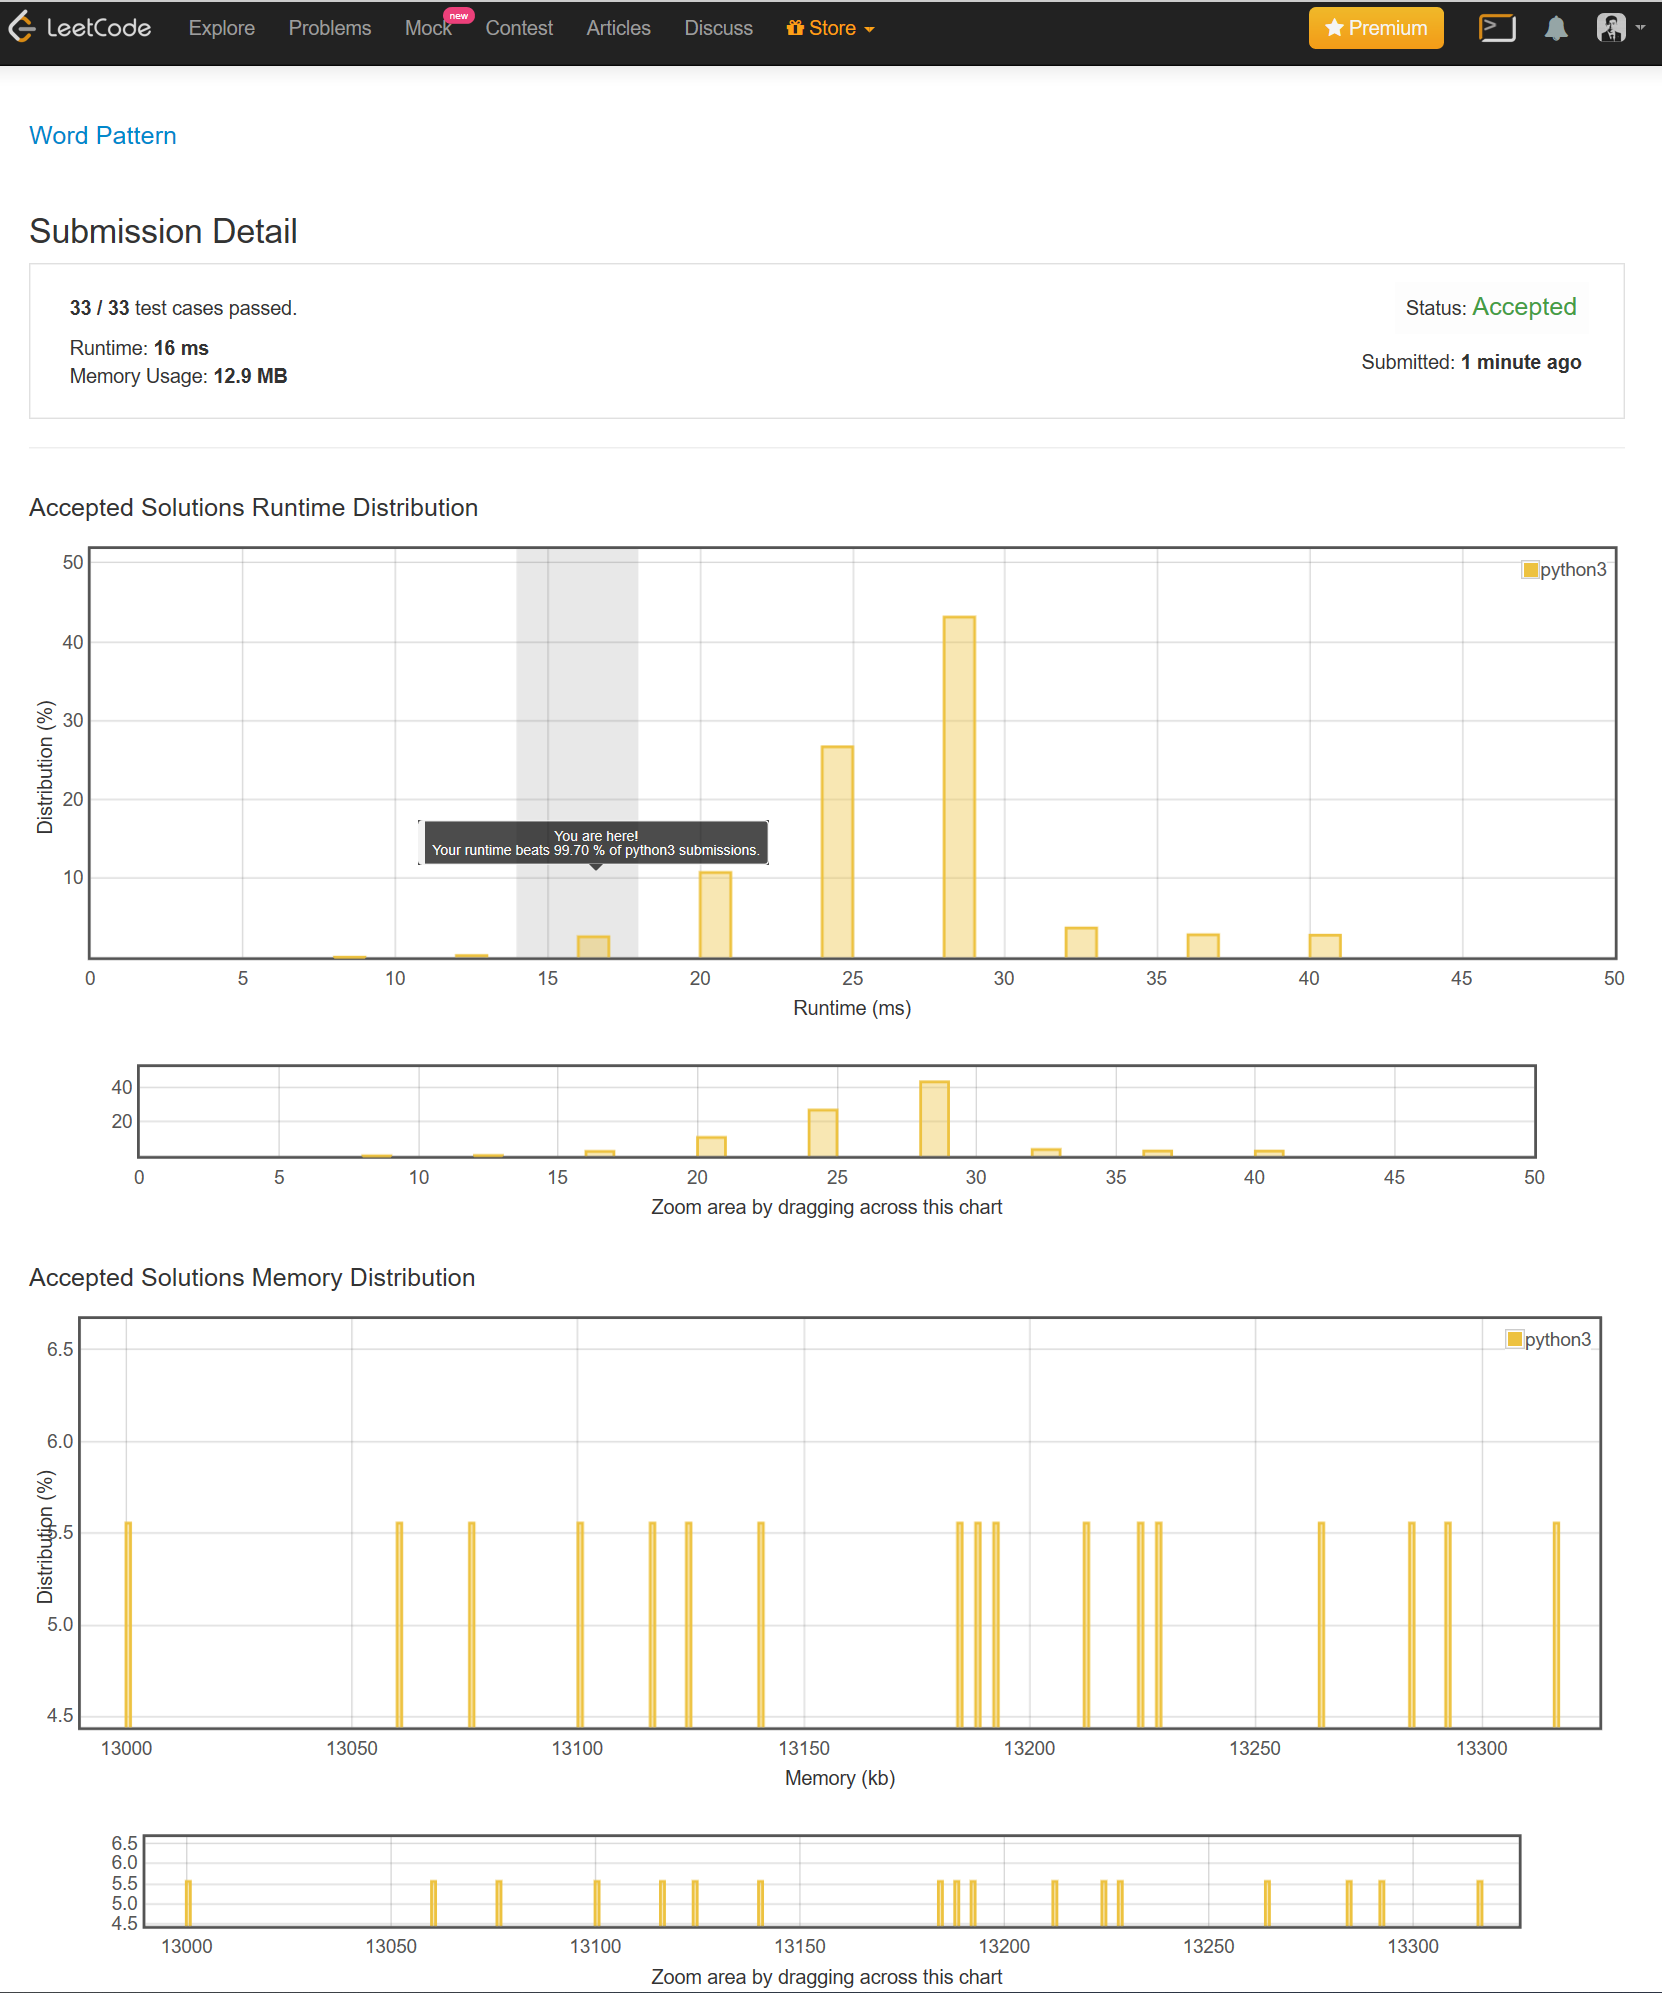 LeetCode Explore Problems Mock new Contest Articles Discuss Store Premium
Word Pattern
Submission Detail
33 / 33 test cases passed.
Status: Accepted
Runtime: 16 ms
Submitted: 1 minute ago
Memory Usage: 12.9 MB
Accepted Solutions Runtime Distribution
50
40
30
20
10
Distribution (%)
python3
You are here!
Your runtime beats 99.70 % of python3 submissions.
0 5 10 15 20 25 30 35 40 45 50
Runtime (ms)
40
20
0 5 10 15 20 25 30 35 40 45 50
Zoom area by dragging across this chart
Accepted Solutions Memory Distribution
6.5
6.0
5.5
5.0
4.5
Distribution (%)
python3
13000 13050 13100 13150 13200 13250 13300
Memory (kb)
6.5
6.0
5.5
5.0
4.5
13000 13050 13100 13150 13200 13250 13300
Zoom area by dragging across this chart